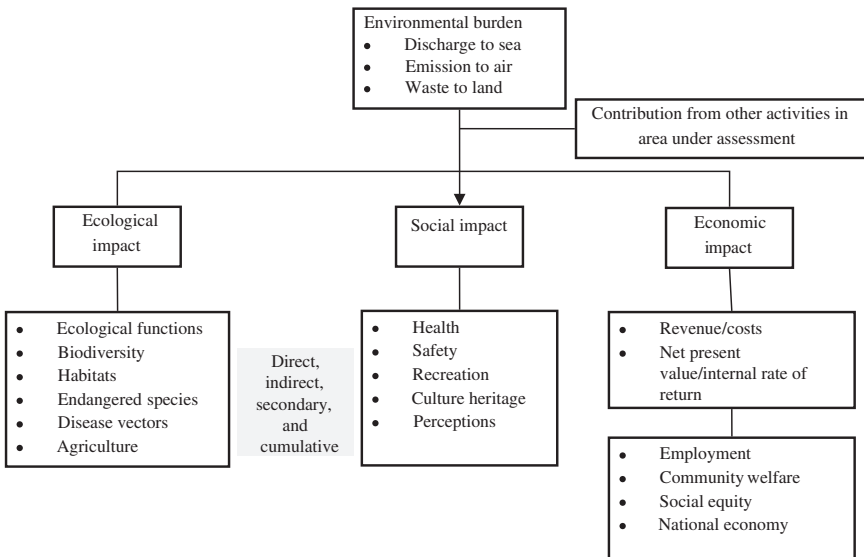 Environmental burden
● Discharge to sea
● Emission to air
● Waste to land
Contribution from other activities in
area under assessment
Ecological
impact
Social impact
Economic
impact
● Ecological functions
● Biodiversity
● Habitats
● Endangered species
● Disease vectors
● Agriculture
Direct,
indirect,
secondary,
and
cumulative
● Health
● Safety
● Recreation
● Culture heritage
● Perceptions
● Revenue/costs
● Net present
value/internal rate of
return
● Employment
● Community welfare
● Social equity
● National economy